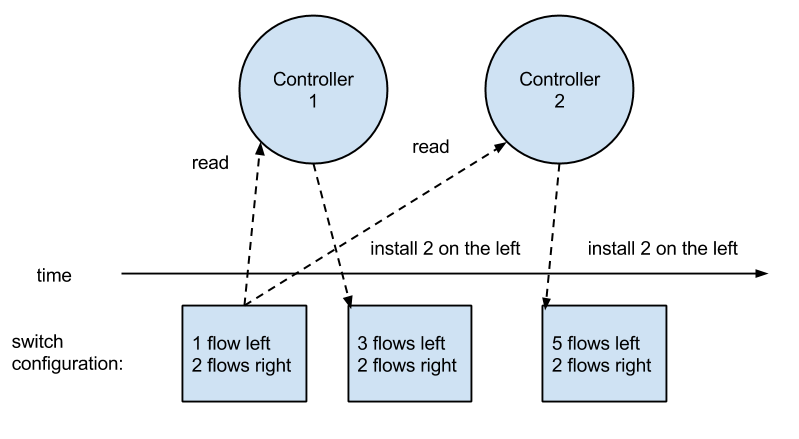 Controller
1
Controller
2
read
read
install 2 on the left
install 2 on the left
time
switch
configuration:
1 flow left
2 flows right
3 flows left
2 flows right
5 flows left
2 flows right